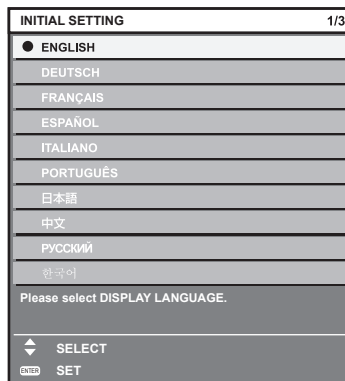 INITIAL SETTING 1/3
ENGLISH
DEUTSCH
FRANÇAIS
ESPAÑOL
ITALIANO
PORTUGUÊS
日本語
中文
РУССКИЙ
한국어
Please select DISPLAY LANGUAGE.
SELECT
ENTER SET